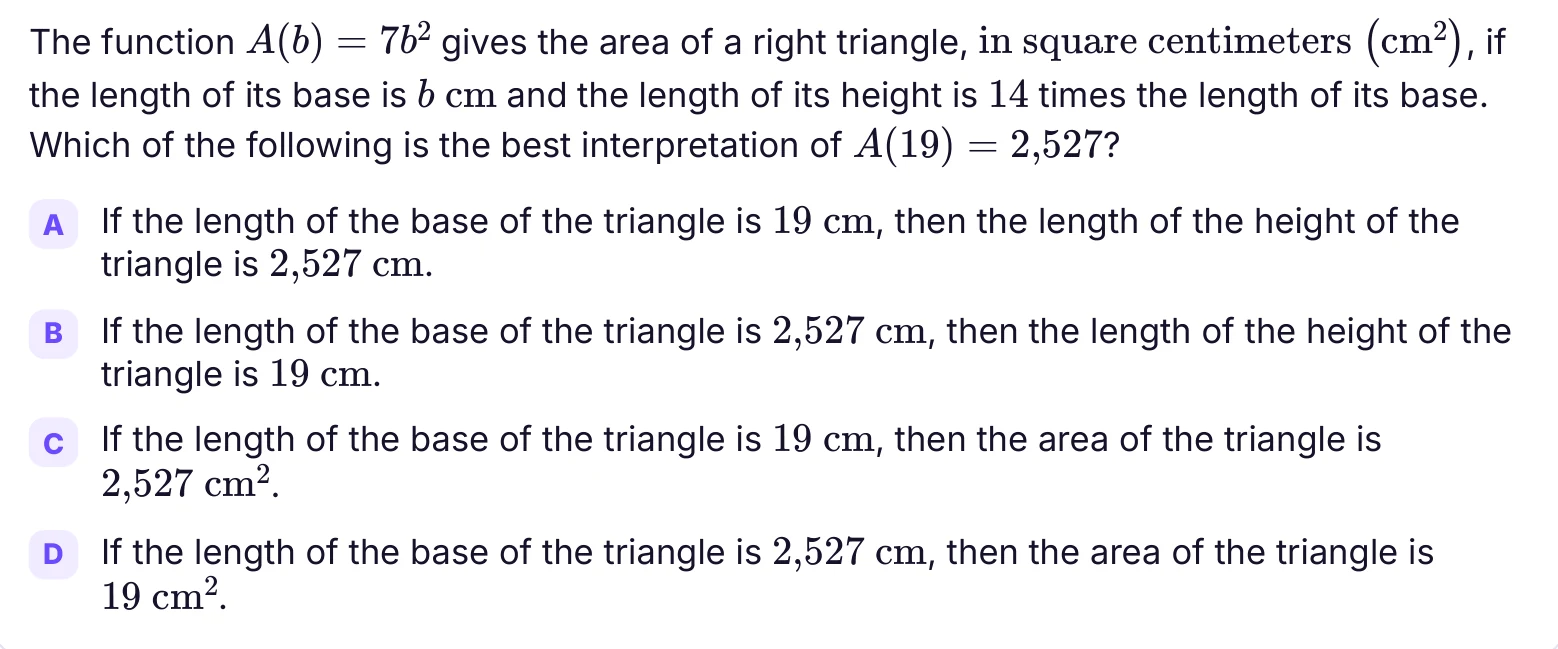 The function A(b) = 7b² gives the area of a right triangle, in square centimeters (cm²), if
the length of its base is b cm and the length of its height is 14 times the length of its base.
Which of the following is the best interpretation of A(19) = 2,527?
A If the length of the base of the triangle is 19 cm, then the length of the height of the
triangle is 2,527 cm.
B If the length of the base of the triangle is 2,527 cm, then the length of the height of the
triangle is 19 cm.
C If the length of the base of the triangle is 19 cm, then the area of the triangle is
2,527 cm².
D If the length of the base of the triangle is 2,527 cm, then the area of the triangle is
19 cm².